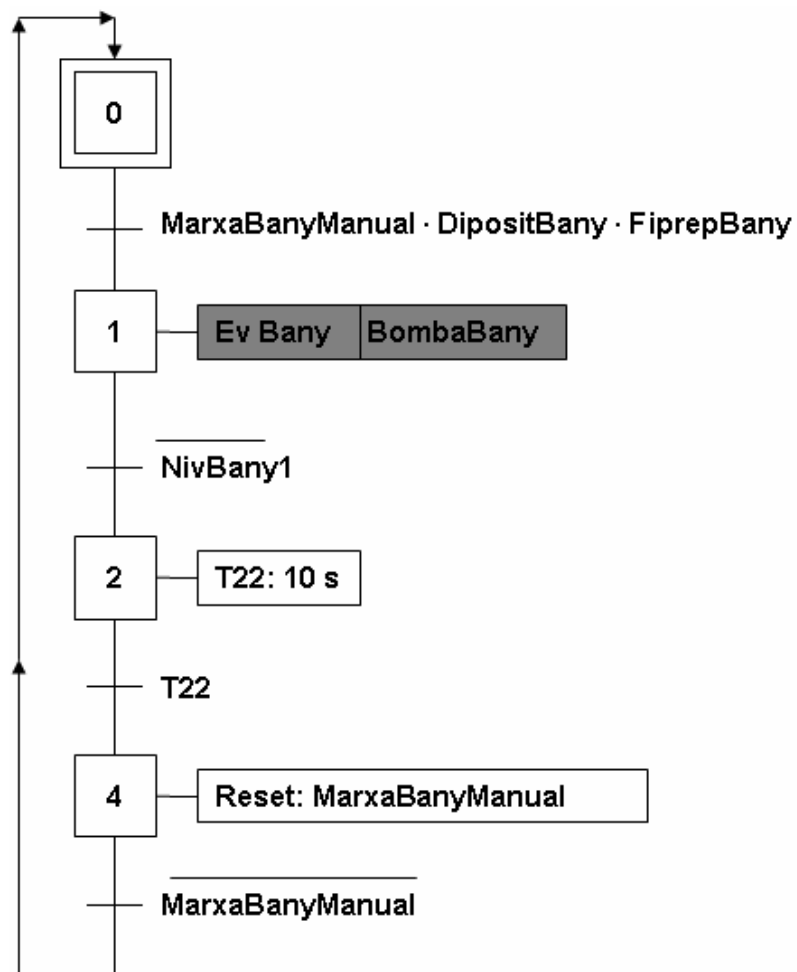 0
MarxaBanyManual · DipositBany · FiprepBany
1
Ev Bany BombaBany
NivBany1
2
T22: 10 s
T22
4
Reset: MarxaBanyManual
MarxaBanyManual